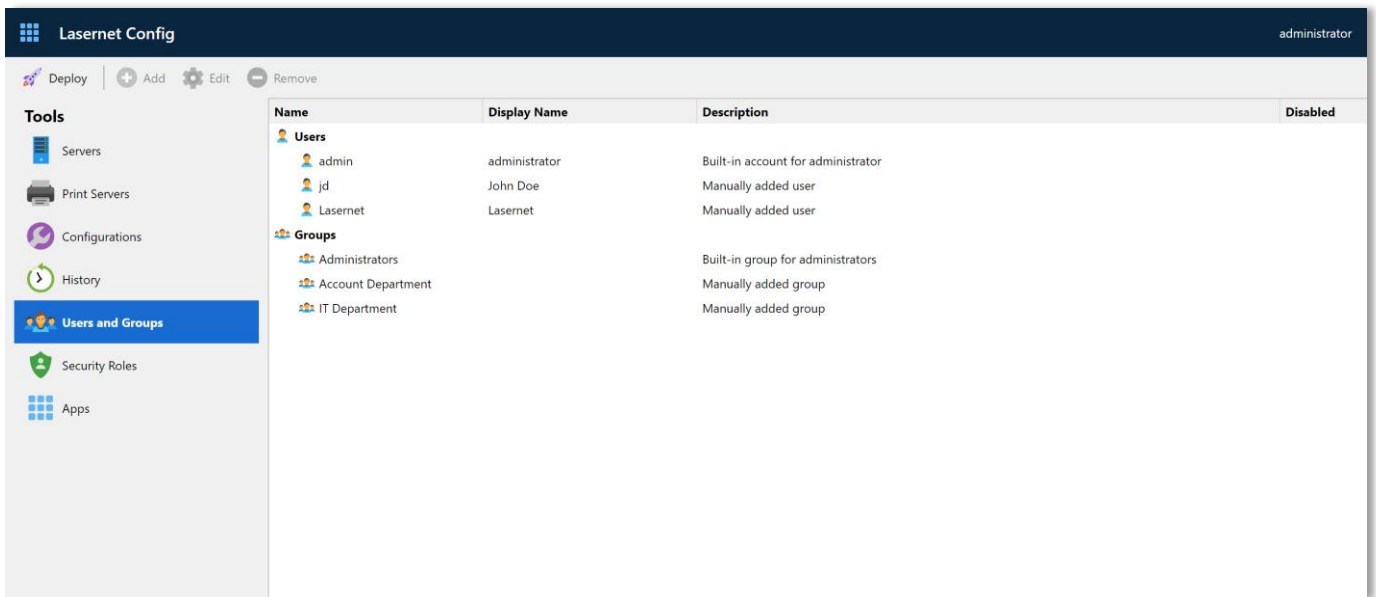 Lasernet Config administrator
Deploy Add Edit Remove
Tools
Servers
Print Servers
Configurations
History
Users and Groups
Security Roles
Apps
Name Display Name Description Disabled
Users
admin administrator Built-in account for administrator
jd John Doe Manually added user
Lasernet Lasernet Manually added user
Groups
Administrators Built-in group for administrators
Account Department Manually added group
IT Department Manually added group